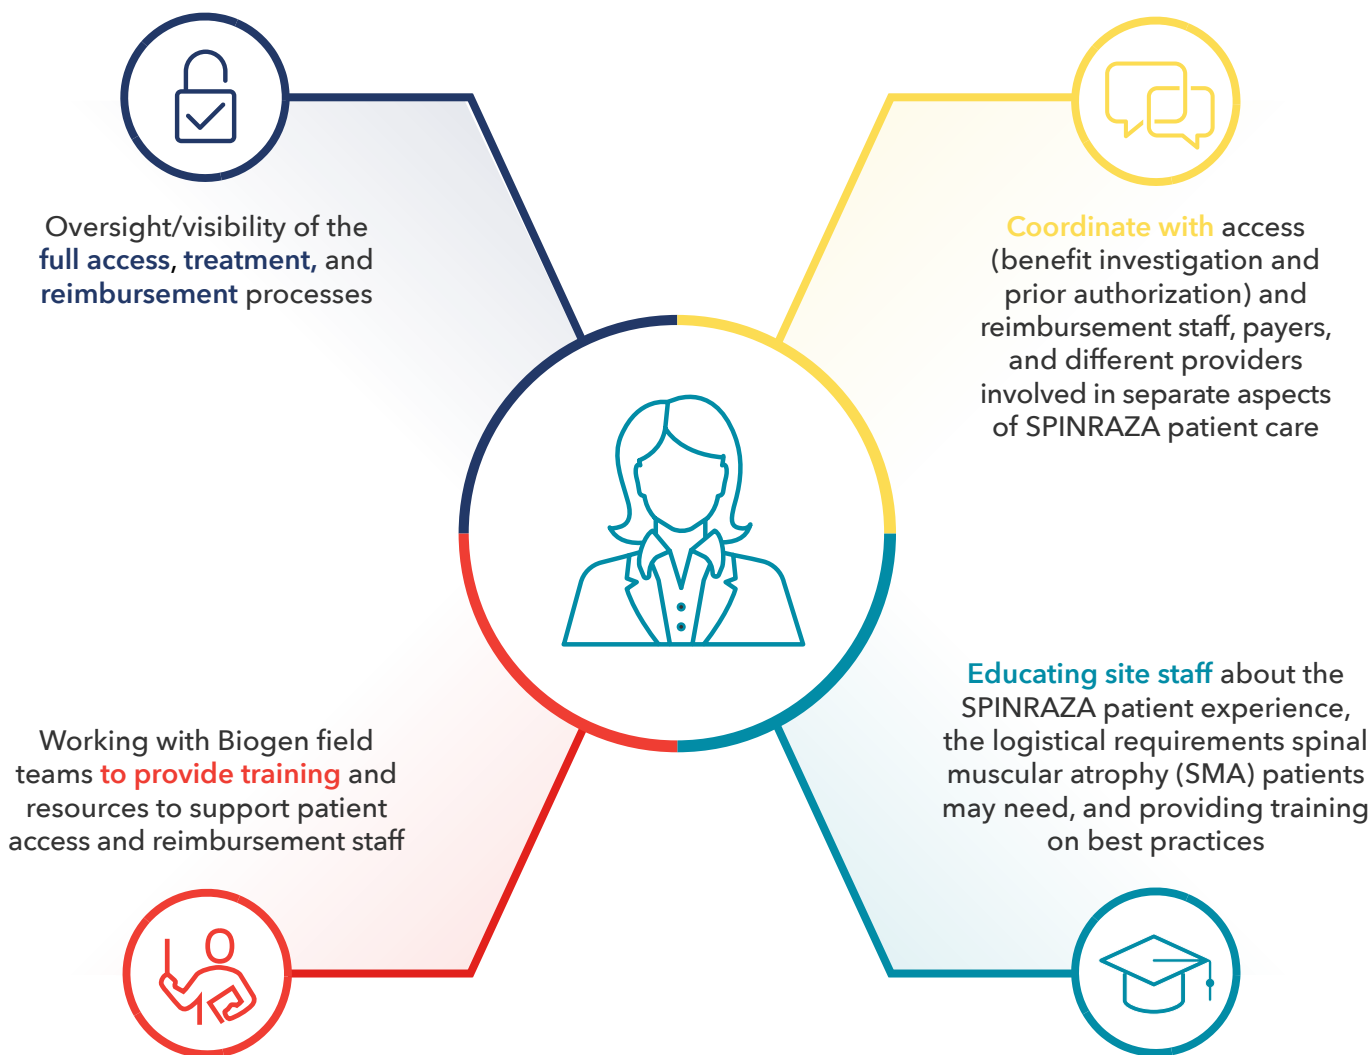 Oversight/visibility of the
full access, treatment, and
reimbursement processes
Coordinate with access
(benefit investigation and
prior authorization) and
reimbursement staff, payers,
and different providers
involved in separate aspects
of SPINRAZA patient care
Working with Biogen field
teams to provide training and
resources to support patient
access and reimbursement staff
Educating site staff about the
SPINRAZA patient experience,
the logistical requirements spinal
muscular atrophy (SMA) patients
may need, and providing training
on best practices